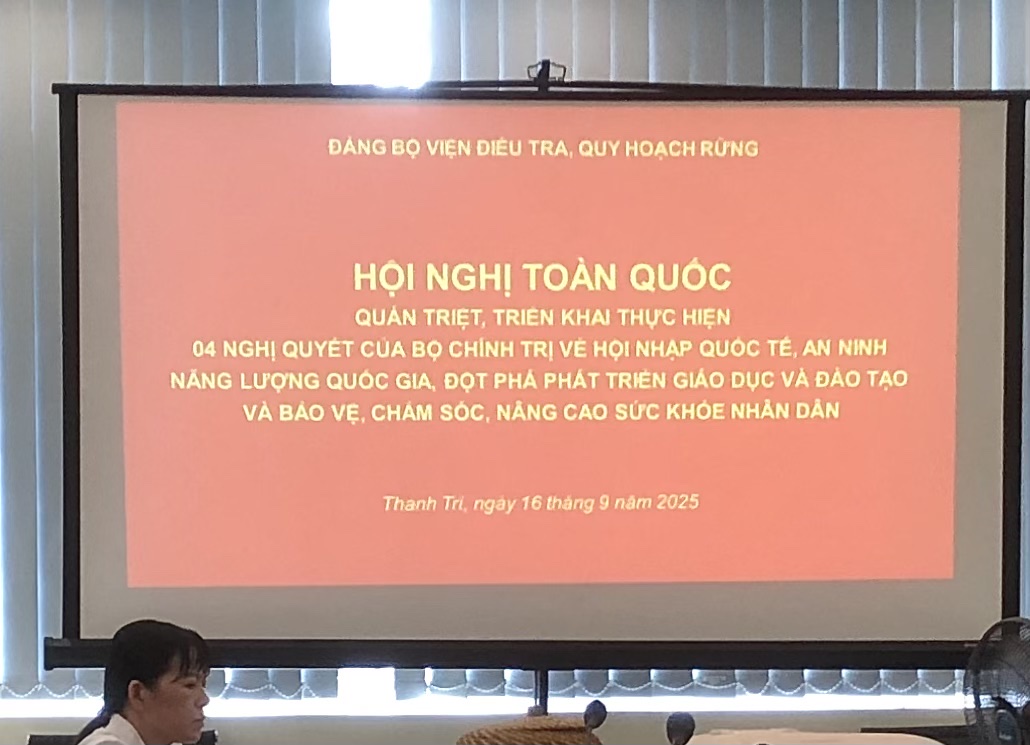 ĐẢNG BỘ VIỆN ĐIỀU TRA, QUY HOẠCH RỪNG
HỘI NGHỊ TOÀN QUỐC
QUÁN TRIỆT, TRIỂN KHAI THỰC HIỆN
04 NGHỊ QUYẾT CỦA BỘ CHÍNH TRỊ VỀ HỘI NHẬP QUỐC TẾ, AN NINH
NĂNG LƯỢNG QUỐC GIA, ĐỘT PHÁ PHÁT TRIỂN GIÁO DỤC VÀ ĐÀO TẠO
VÀ BẢO VỆ, CHĂM SÓC, NÂNG CAO SỨC KHỎE NHÂN DÂN
Thanh Trì, ngày 16 tháng 9 năm 2025